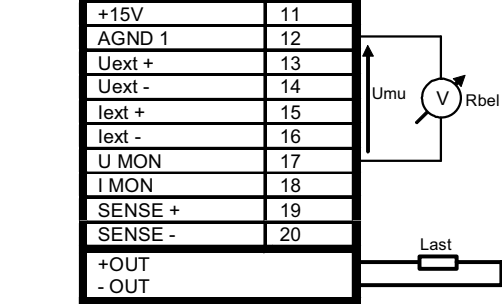 +15V 11
AGND 1 12
Uext + 13
Uext - 14
Iext + 15
Iext - 16
U MON 17
I MON 18
SENSE + 19
SENSE - 20
+OUT
- OUT
Umu
V
Rbel
Last